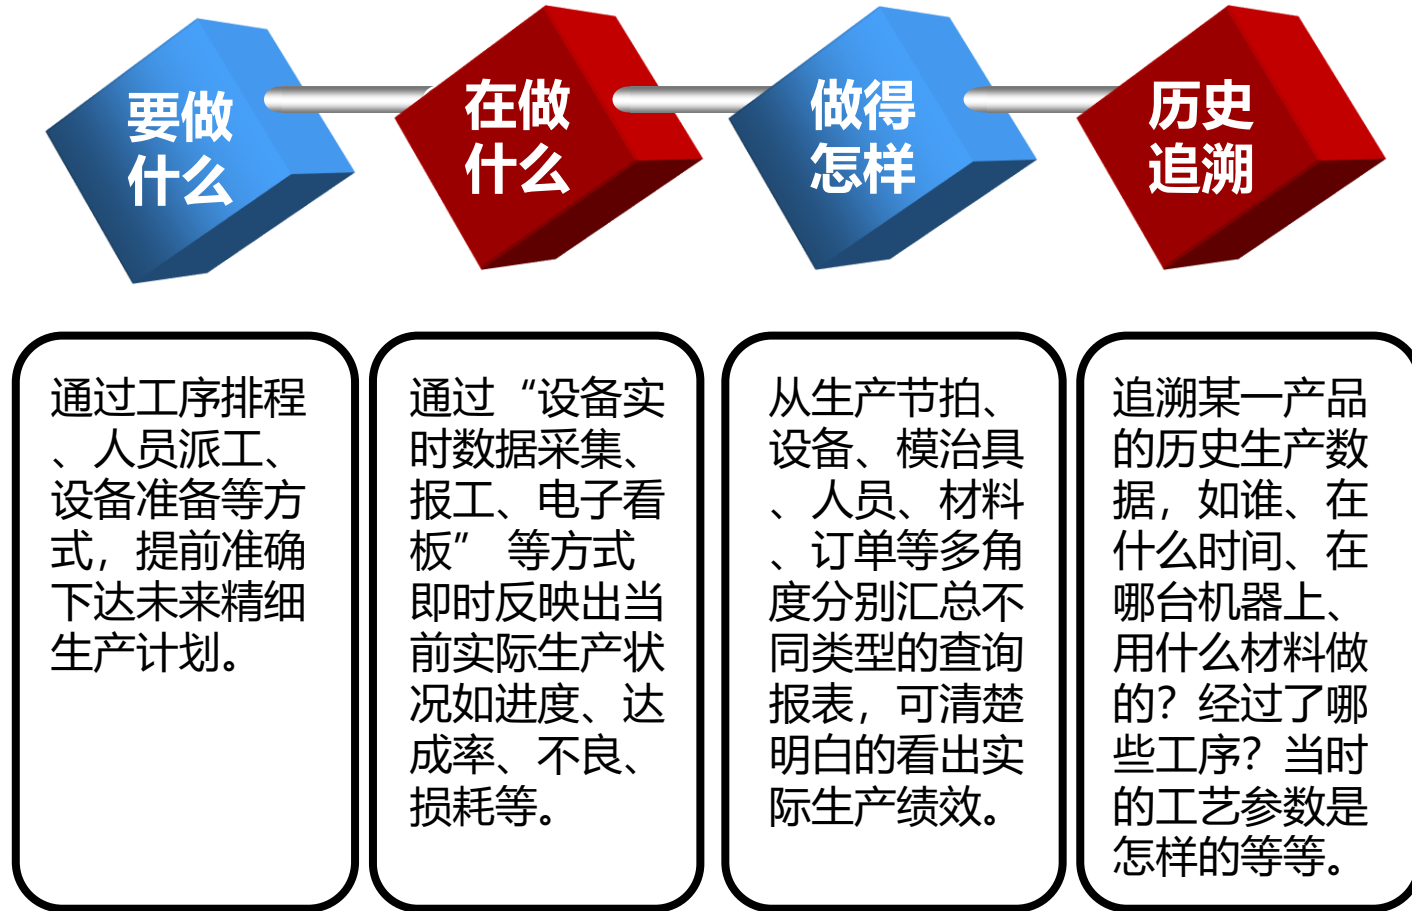 要做
什么
在做
什么
做得
怎样
历史
追溯
通过工序排程
、人员派工、
设备准备等方
式，提前准确
下达未来精细
生产计划。
通过“设备实
时数据采集、
报工、电子看
板” 等方式
即时反映出当
前实际生产状
况如进度、达
成率、不良、
损耗等。
从生产节拍、
设备、模治具
、人员、材料
、订单等多角
度分别汇总不
同类型的查询
报表，可清楚
明白的看出实
际生产绩效。
追溯某一产品
的历史生产数
据，如谁、在
什么时间、在
哪台机器上、
用什么材料做
的？经过了哪
些工序？当时
的工艺参数是
怎样的等等。